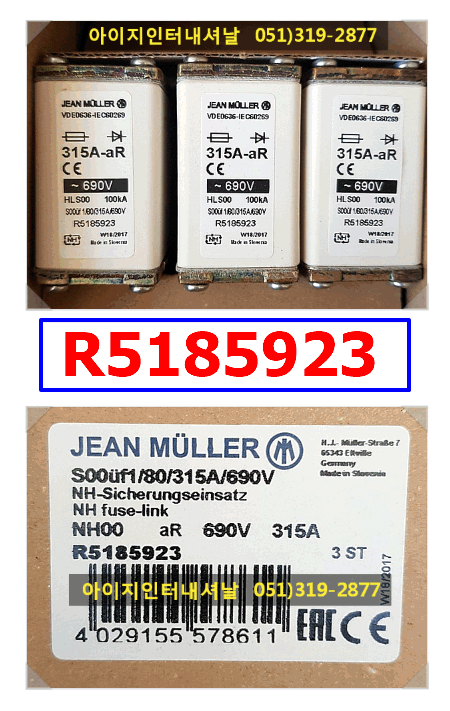 아이지인터내셔날 051)319-2877
JEAN MÜLLER
VDE0636-IEC60269
315A-aR
CE
~ 690V
HLS00 100kA
S00üf1/80/315A/690V
R5185923
W18/2017
Made in Slovenia
JEAN MÜLLER
VDE0636-IEC60269
315A-aR
CE
~ 690V
HLS00 100kA
S00üf1/80/315A/690V
R5185923
W18/2017
Made in Slovenia
JEAN MÜLLER
VDE0636-IEC60269
315A-aR
CE
~ 690V
HLS00 100kA
S00üf1/80/315A/690V
R5185923
W18/2017
Made in Slovenia
R5185923
JEAN MÜLLER
H.J.- Müller-Straße 7
65343 Eltville
Germany
Made in Slovenia
S00üf1/80/315A/690V
NH-Sicherungseinsatz
NH fuse-link
NH00 aR 690V 315A
R5185923 3 ST
W18/2017
아이지인터내셔날 051)319-2877
4 029155 578611
EAC CE